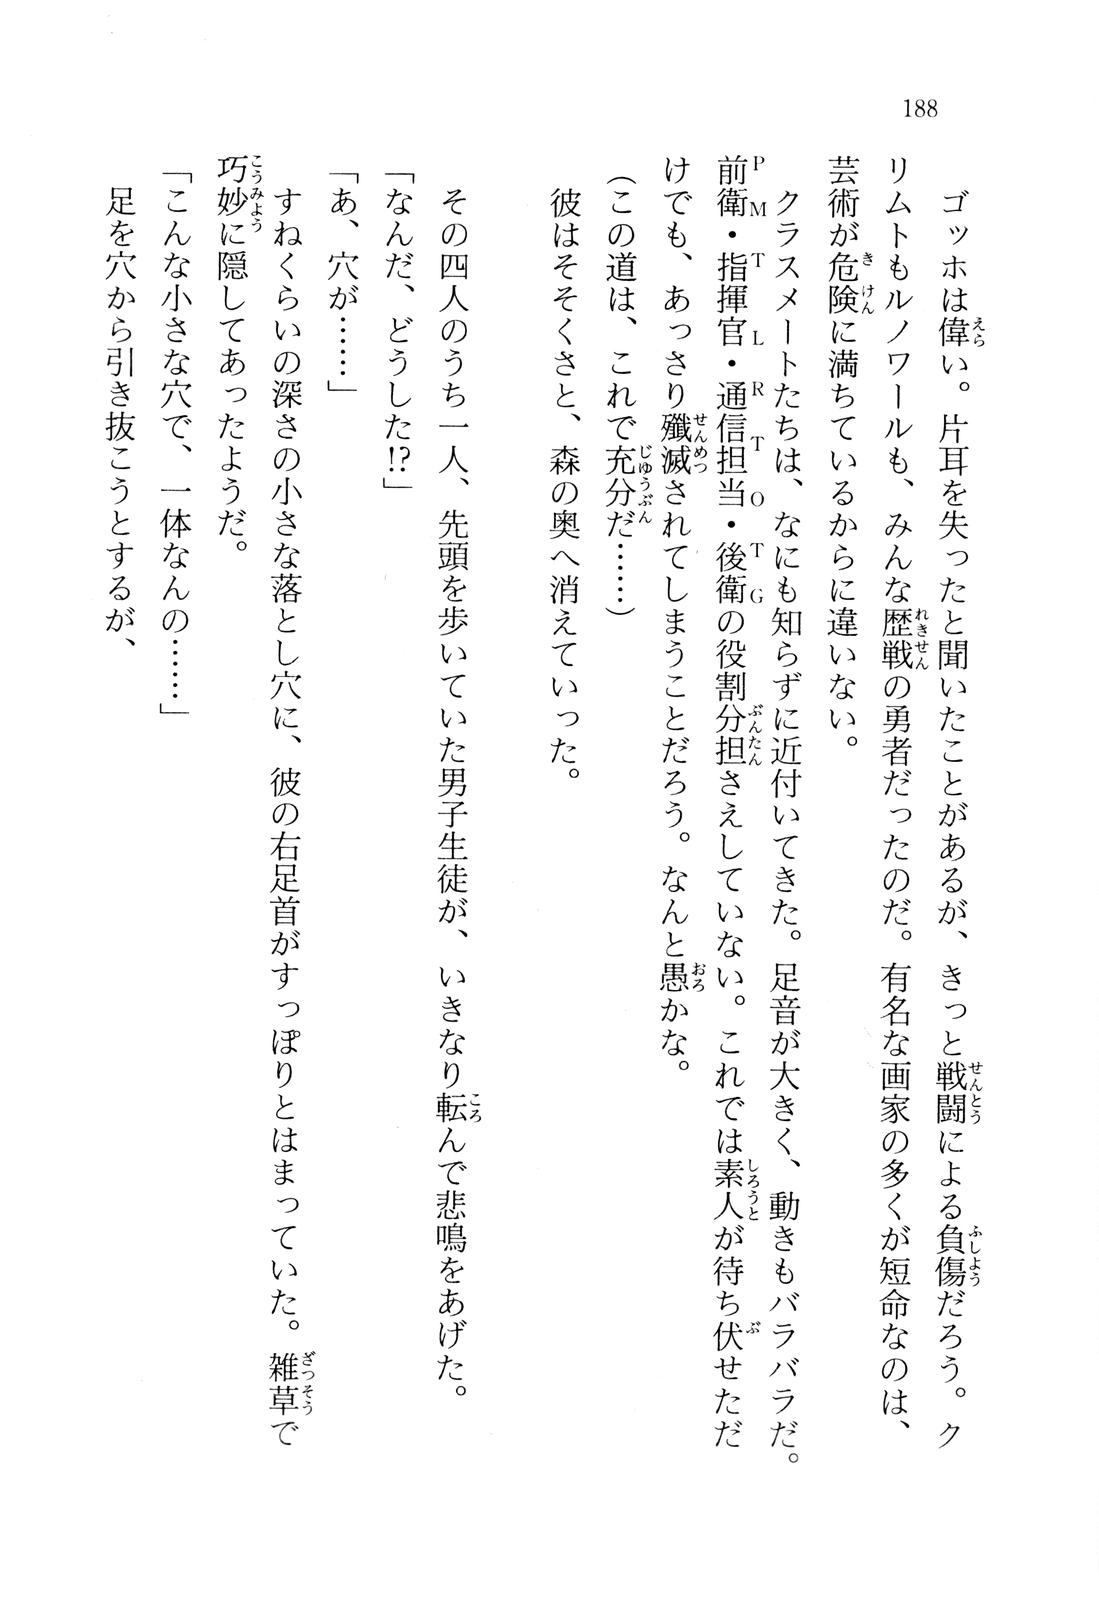 188
ゴッホは偉い。片耳を失ったと聞いたことがあるが、きっと戦闘による負傷だろう。ク
リムトもルノワールも、みんな歴戦の勇者だったのだ。有名な画家の多くが短命なのは、
芸術が危険に満ちているからに違いない。
クラスメートたちは、なにも知らずに近付いてきた。足音が大きく、動きもバラバラだ。
前衛・指揮官・通信担当・後衛の役割分担さえしていない。これでは素人が待ち伏せただ
けでも、あっさり殲滅されてしまうことだろう。なんと愚かな。
（この道は、これで充分だ……）
彼はそそくさと、森の奥へ消えていった。
その四人のうち一人、先頭を歩いていた男子生徒が、いきなり転んで悲鳴をあげた。
「なんだ、どうした!?」
「あ、穴が……」
すねくらいの深さの小さな落とし穴に、彼の右足首がすっぽりとはまっていた。雑草で
巧妙に隠してあったようだ。
「こんな小さな穴で、一体なんの……」
足を穴から引き抜こうとするが、